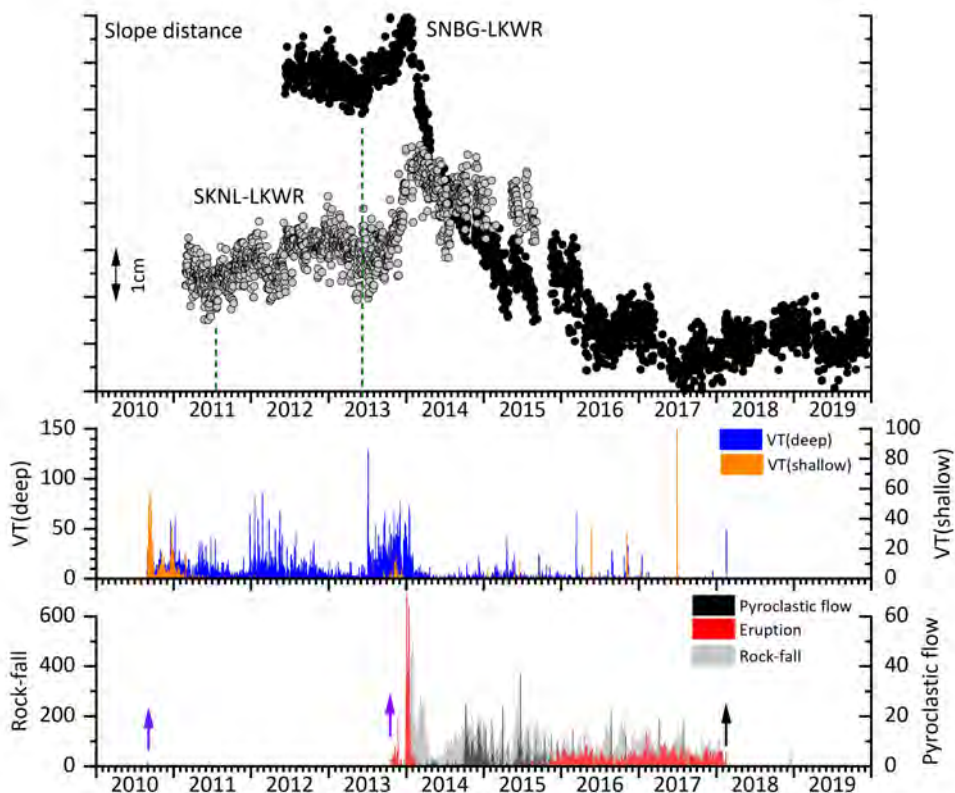 Slope distance
SNBG-LKWR
SKNL-LKWR
1cm
2010 2011 2012 2013 2014 2015 2016 2017 2018 2019
150 100
VT(deep)
VT(shallow)
100 80
60
50 40
20
0 0
VT(deep)
VT(shallow)
2010 2011 2012 2013 2014 2015 2016 2017 2018 2019
600 60
Pyroclastic flow
Eruption
Rock-fall
400 40
200 20
0 0
Rock-fall
Pyroclastic flow
2010 2011 2012 2013 2014 2015 2016 2017 2018 2019